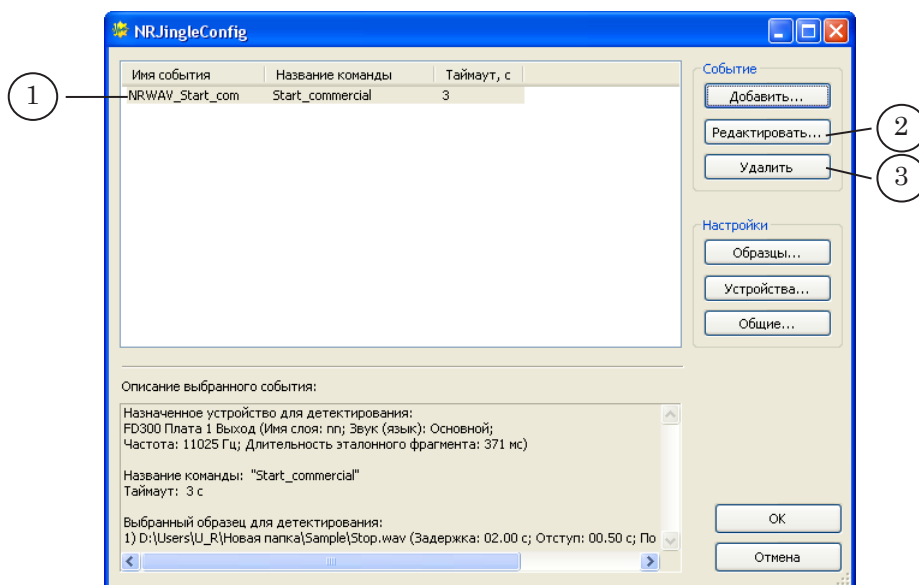 NRJingleConfig
Имя события Название команды Таймаут, с
NRWAV_Start_com Start_commercial 3
1
Событие
Добавить...
Редактировать...
2
Удалить
3
Настройки
Образцы...
Устройства...
Общие...
Описание выбранного события:
Назначенное устройство для детектирования:
FD300 Плата 1 Выход (Имя слоя: nn; Звук (язык): Основной;
Частота: 11025 Гц; Длительность эталонного фрагмента: 371 мс)
Название команды: "Start_commercial"
Таймаут: 3 с
Выбранный образец для детектирования:
1) D:\Users\U_R\Новая папка\Sample\Stop.wav (Задержка: 02.00 с; Отступ: 00.50 с; По
OK
Отмена